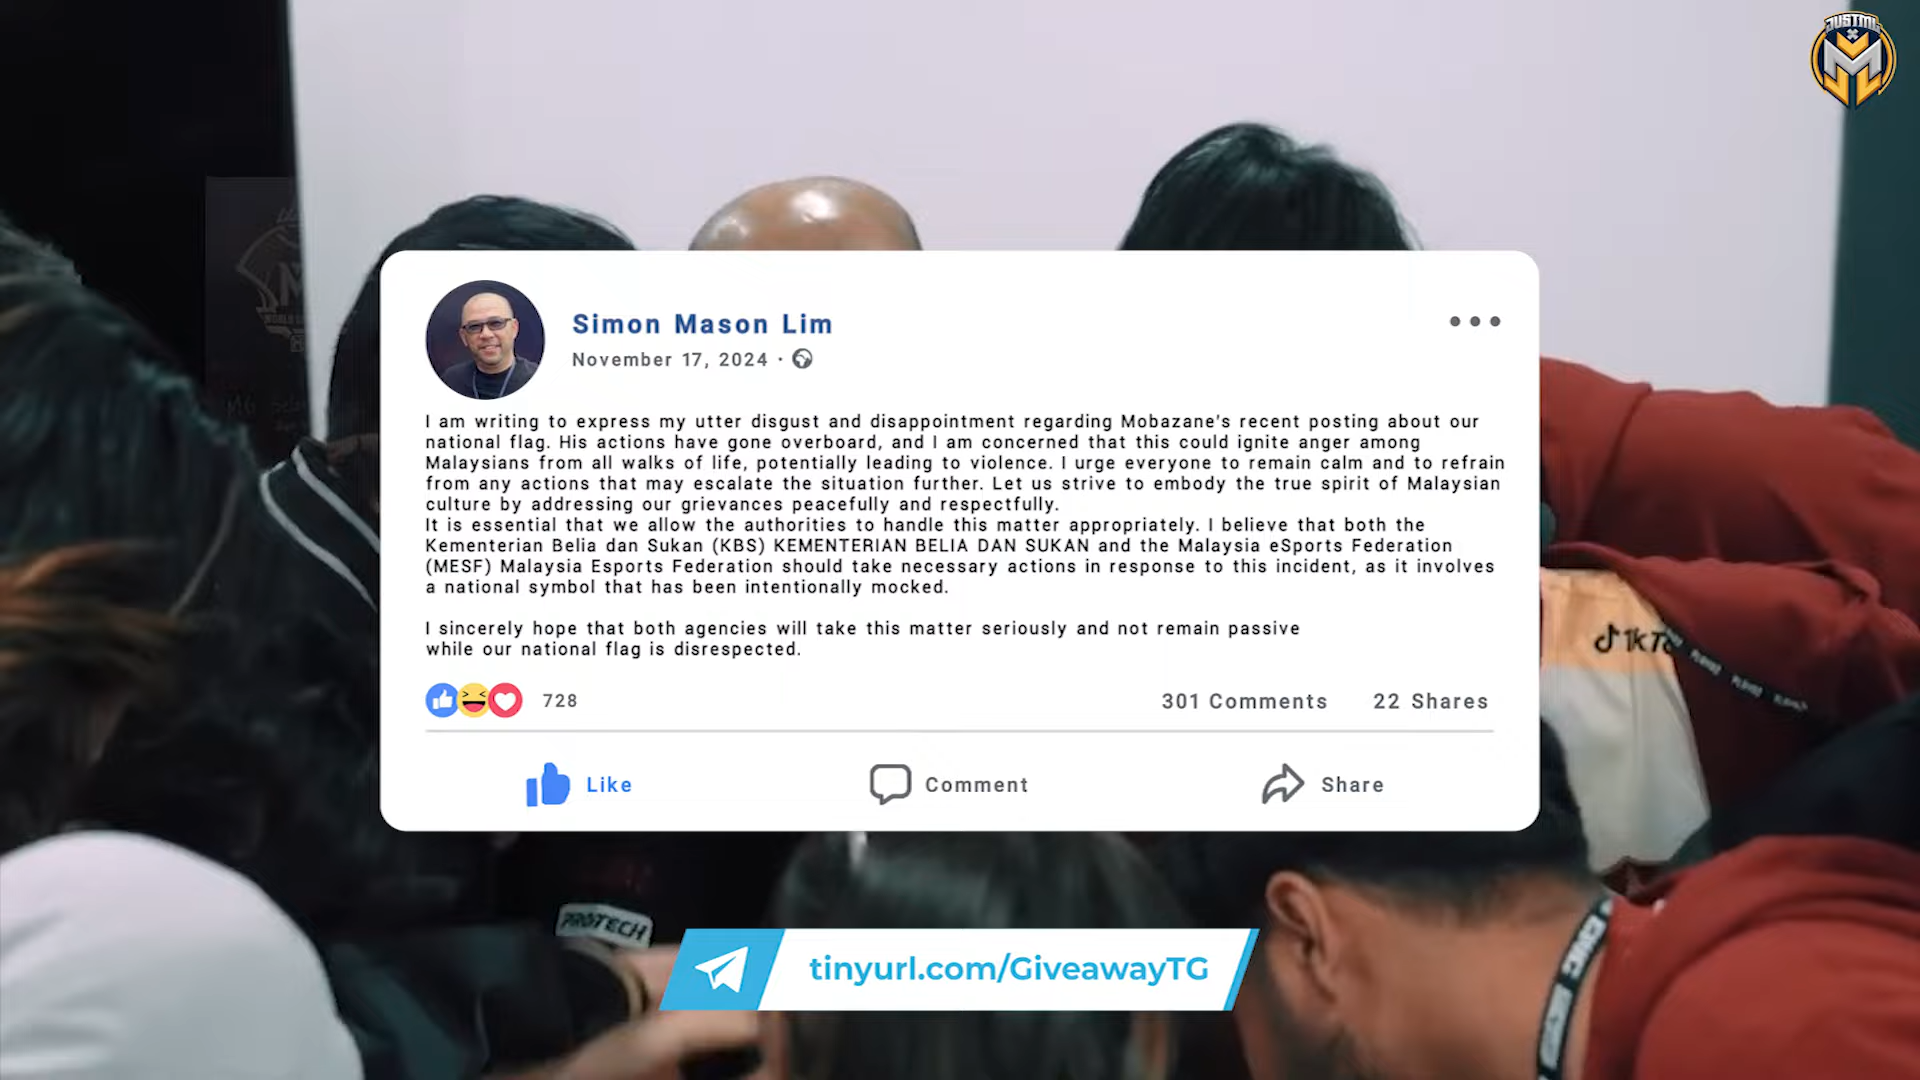 JUSTML
Simon Mason Lim
November 17, 2024 ·
I am writing to express my utter disgust and disappointment regarding Mobazane's recent posting about our
national flag. His actions have gone overboard, and I am concerned that this could ignite anger among
Malaysians from all walks of life, potentially leading to violence. I urge everyone to remain calm and to refrain
from any actions that may escalate the situation further. Let us strive to embody the true spirit of Malaysian
culture by addressing our grievances peacefully and respectfully.
It is essential that we allow the authorities to handle this matter appropriately. I believe that both the
Kementerian Belia dan Sukan (KBS) KEMENTERIAN BELIA DAN SUKAN and the Malaysia eSports Federation
(MESF) Malaysia Esports Federation should take necessary actions in response to this incident, as it involves
a national symbol that has been intentionally mocked.
I sincerely hope that both agencies will take this matter seriously and not remain passive
while our national flag is disrespected.
728
301 Comments
22 Shares
Like
Comment
Share
PROTECH
tinyurl.com/GiveawayTG